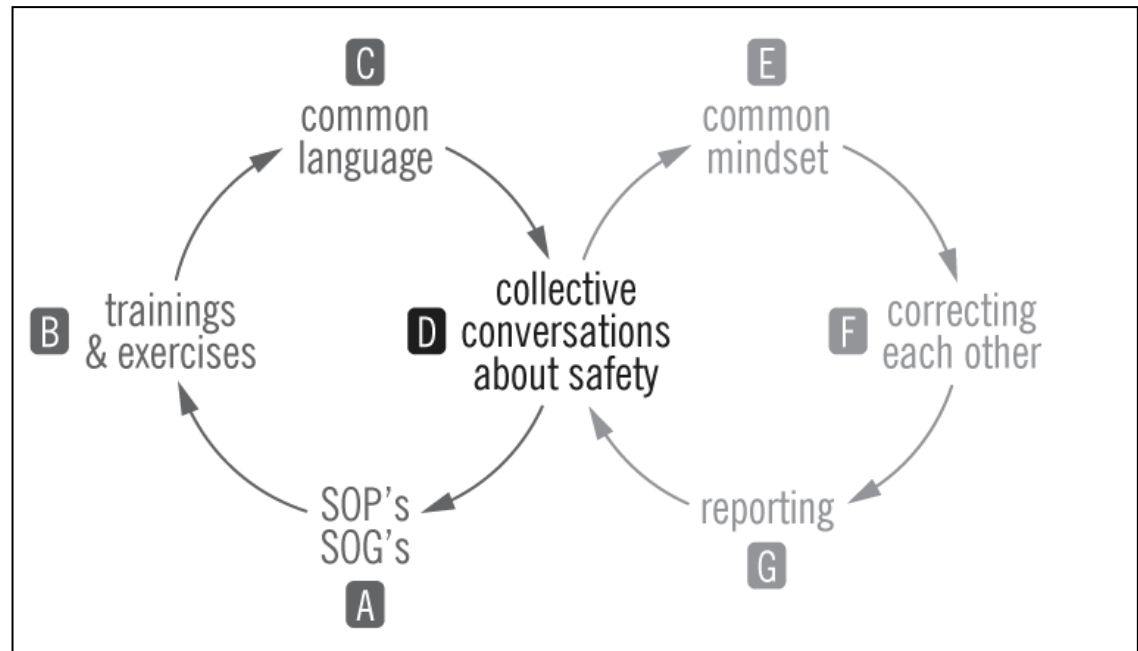 C
common
language
E
common
mindset
B
trainings
& exercises
D
collective
conversations
about safety
F
correcting
each other
SOP's
SOG's
A
reporting
G